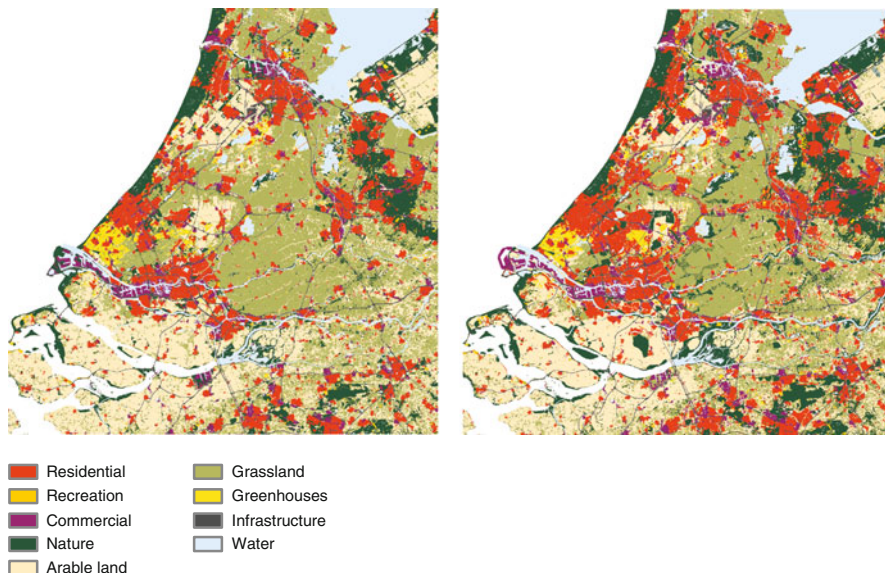 Residential
Recreation
Commercial
Nature
Arable land
Grassland
Greenhouses
Infrastructure
Water